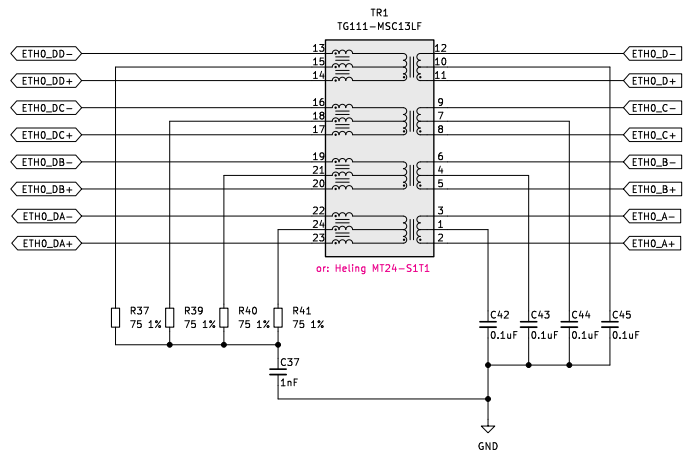 TR1
TG111-MSC13LF
ETH0_DD- 13 12 ETH0_D-
15 10
ETH0_DD+ 14 11 ETH0_D+
ETH0_DC- 16 9 ETH0_C-
18 7
ETH0_DC+ 17 8 ETH0_C+
ETH0_DB- 19 6 ETH0_B-
21 4
ETH0_DB+ 20 5 ETH0_B+
ETH0_DA- 22 3 ETH0_A-
24 1
ETH0_DA+ 23 2 ETH0_A+
or: Heling MT24-S1T1
R37 R39 R40 R41 C42 C43 C44 C45
75 1% 75 1% 75 1% 75 1%
0.1uF 0.1uF 0.1uF 0.1uF
C37
1nF
GND